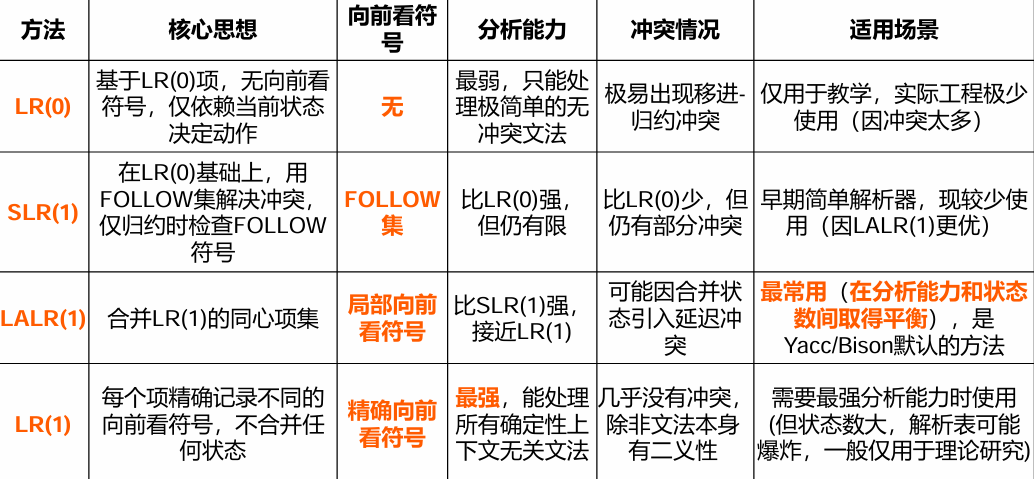 方法
核心思想
向前看符
号
分析能力
冲突情况
适用场景
LR(0)
基于LR(0)项，无向前看
符号，仅依赖当前状态
决定动作
无
最弱，只能处
理极简单的无
冲突文法
极易出现移进-
归约冲突
仅用于教学，实际工程极少
使用（因冲突太多）
SLR(1)
在LR(0)基础上，用
FOLLOW集解决冲突，
仅归约时检查FOLLOW
符号
FOLLOW
集
比LR(0)强，
但仍有限
比LR(0)少，但
仍有部分冲突
早期简单解析器，现较少使
用（因LALR(1)更优）
LALR(1)
合并LR(1)的同心项集
局部向前
看符号
比SLR(1)强，
接近LR(1)
可能因合并状
态引入延迟冲
突
最常用（在分析能力和状态
数间取得平衡），是
Yacc/Bison默认的方法
LR(1)
每个项精确记录不同的
向前看符号，不合并任
何状态
精确向前
看符号
最强，能处理
所有确定性上
下文无关文法
几乎没有冲突，
除非文法本身
有二义性
需要最强分析能力时使用
(但状态数大，解析表可能
爆炸，一般仅用于理论研究)